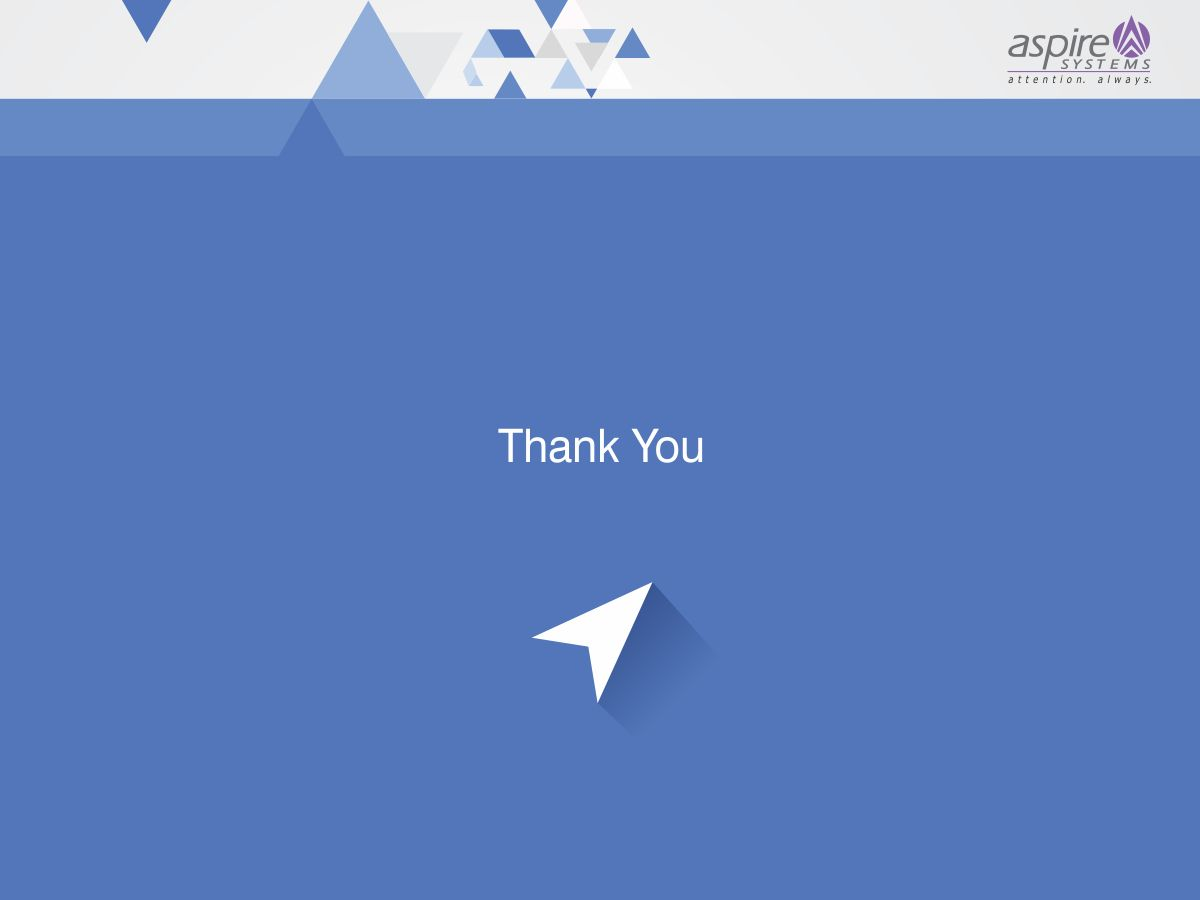 aspire
SYSTEMS
attention. always.
Thank You